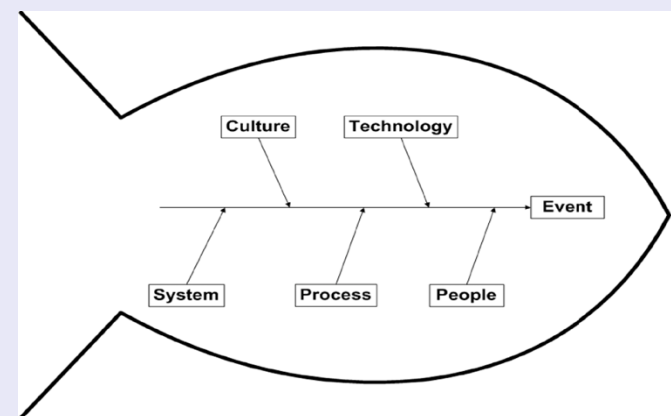 Culture
Technology
Event
System
Process
People